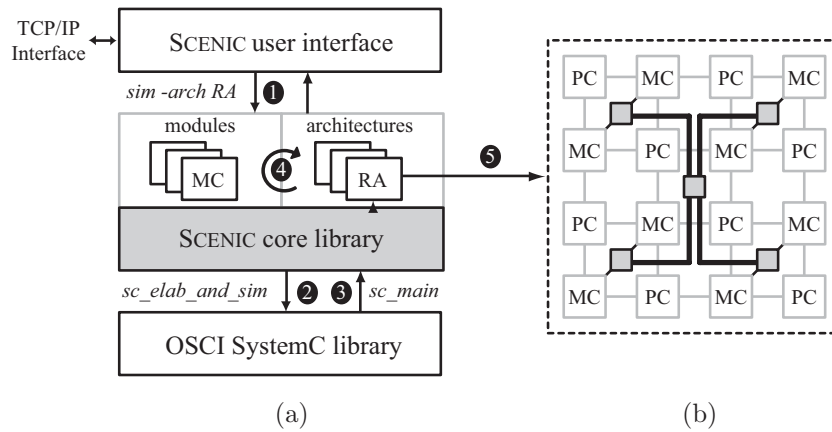 TCP/IP
Interface
SCENIC user interface
sim -arch RA
1
modules
architectures
MC
4
RA
5
SCENIC core library
sc_elab_and_sim
2
3
sc_main
OSCI SystemC library
(a)
PC MC PC MC
MC PC MC PC
PC MC PC MC
MC PC MC PC
(b)